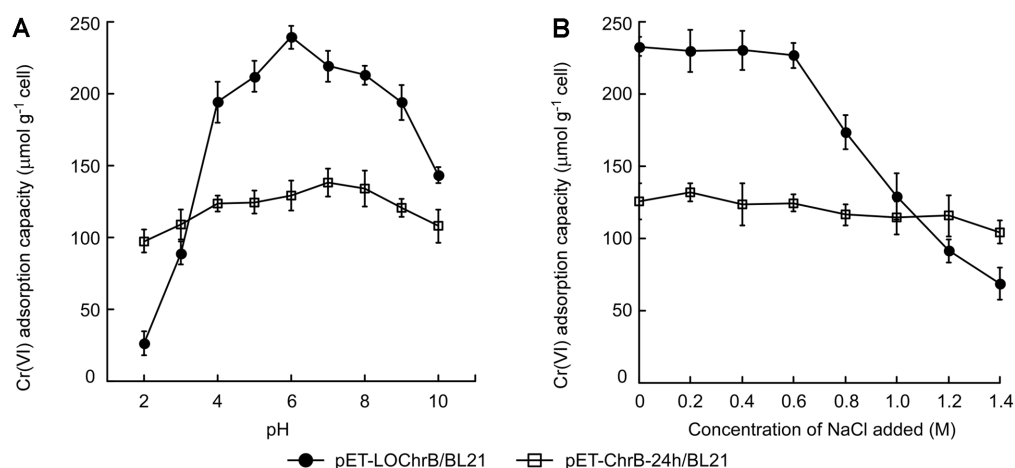 A
Cr(VI) adsorption capacity (μmol g⁻¹ cell)
250
200
150
100
50
0
2 4 6 8 10
pH
B
Cr(VI) adsorption capacity (μmol g⁻¹ cell)
250
200
150
100
50
0
0 0.2 0.4 0.6 0.8 1.0 1.2 1.4
Concentration of NaCl added (M)
pET-LOChrB/BL21 pET-ChrB-24h/BL21